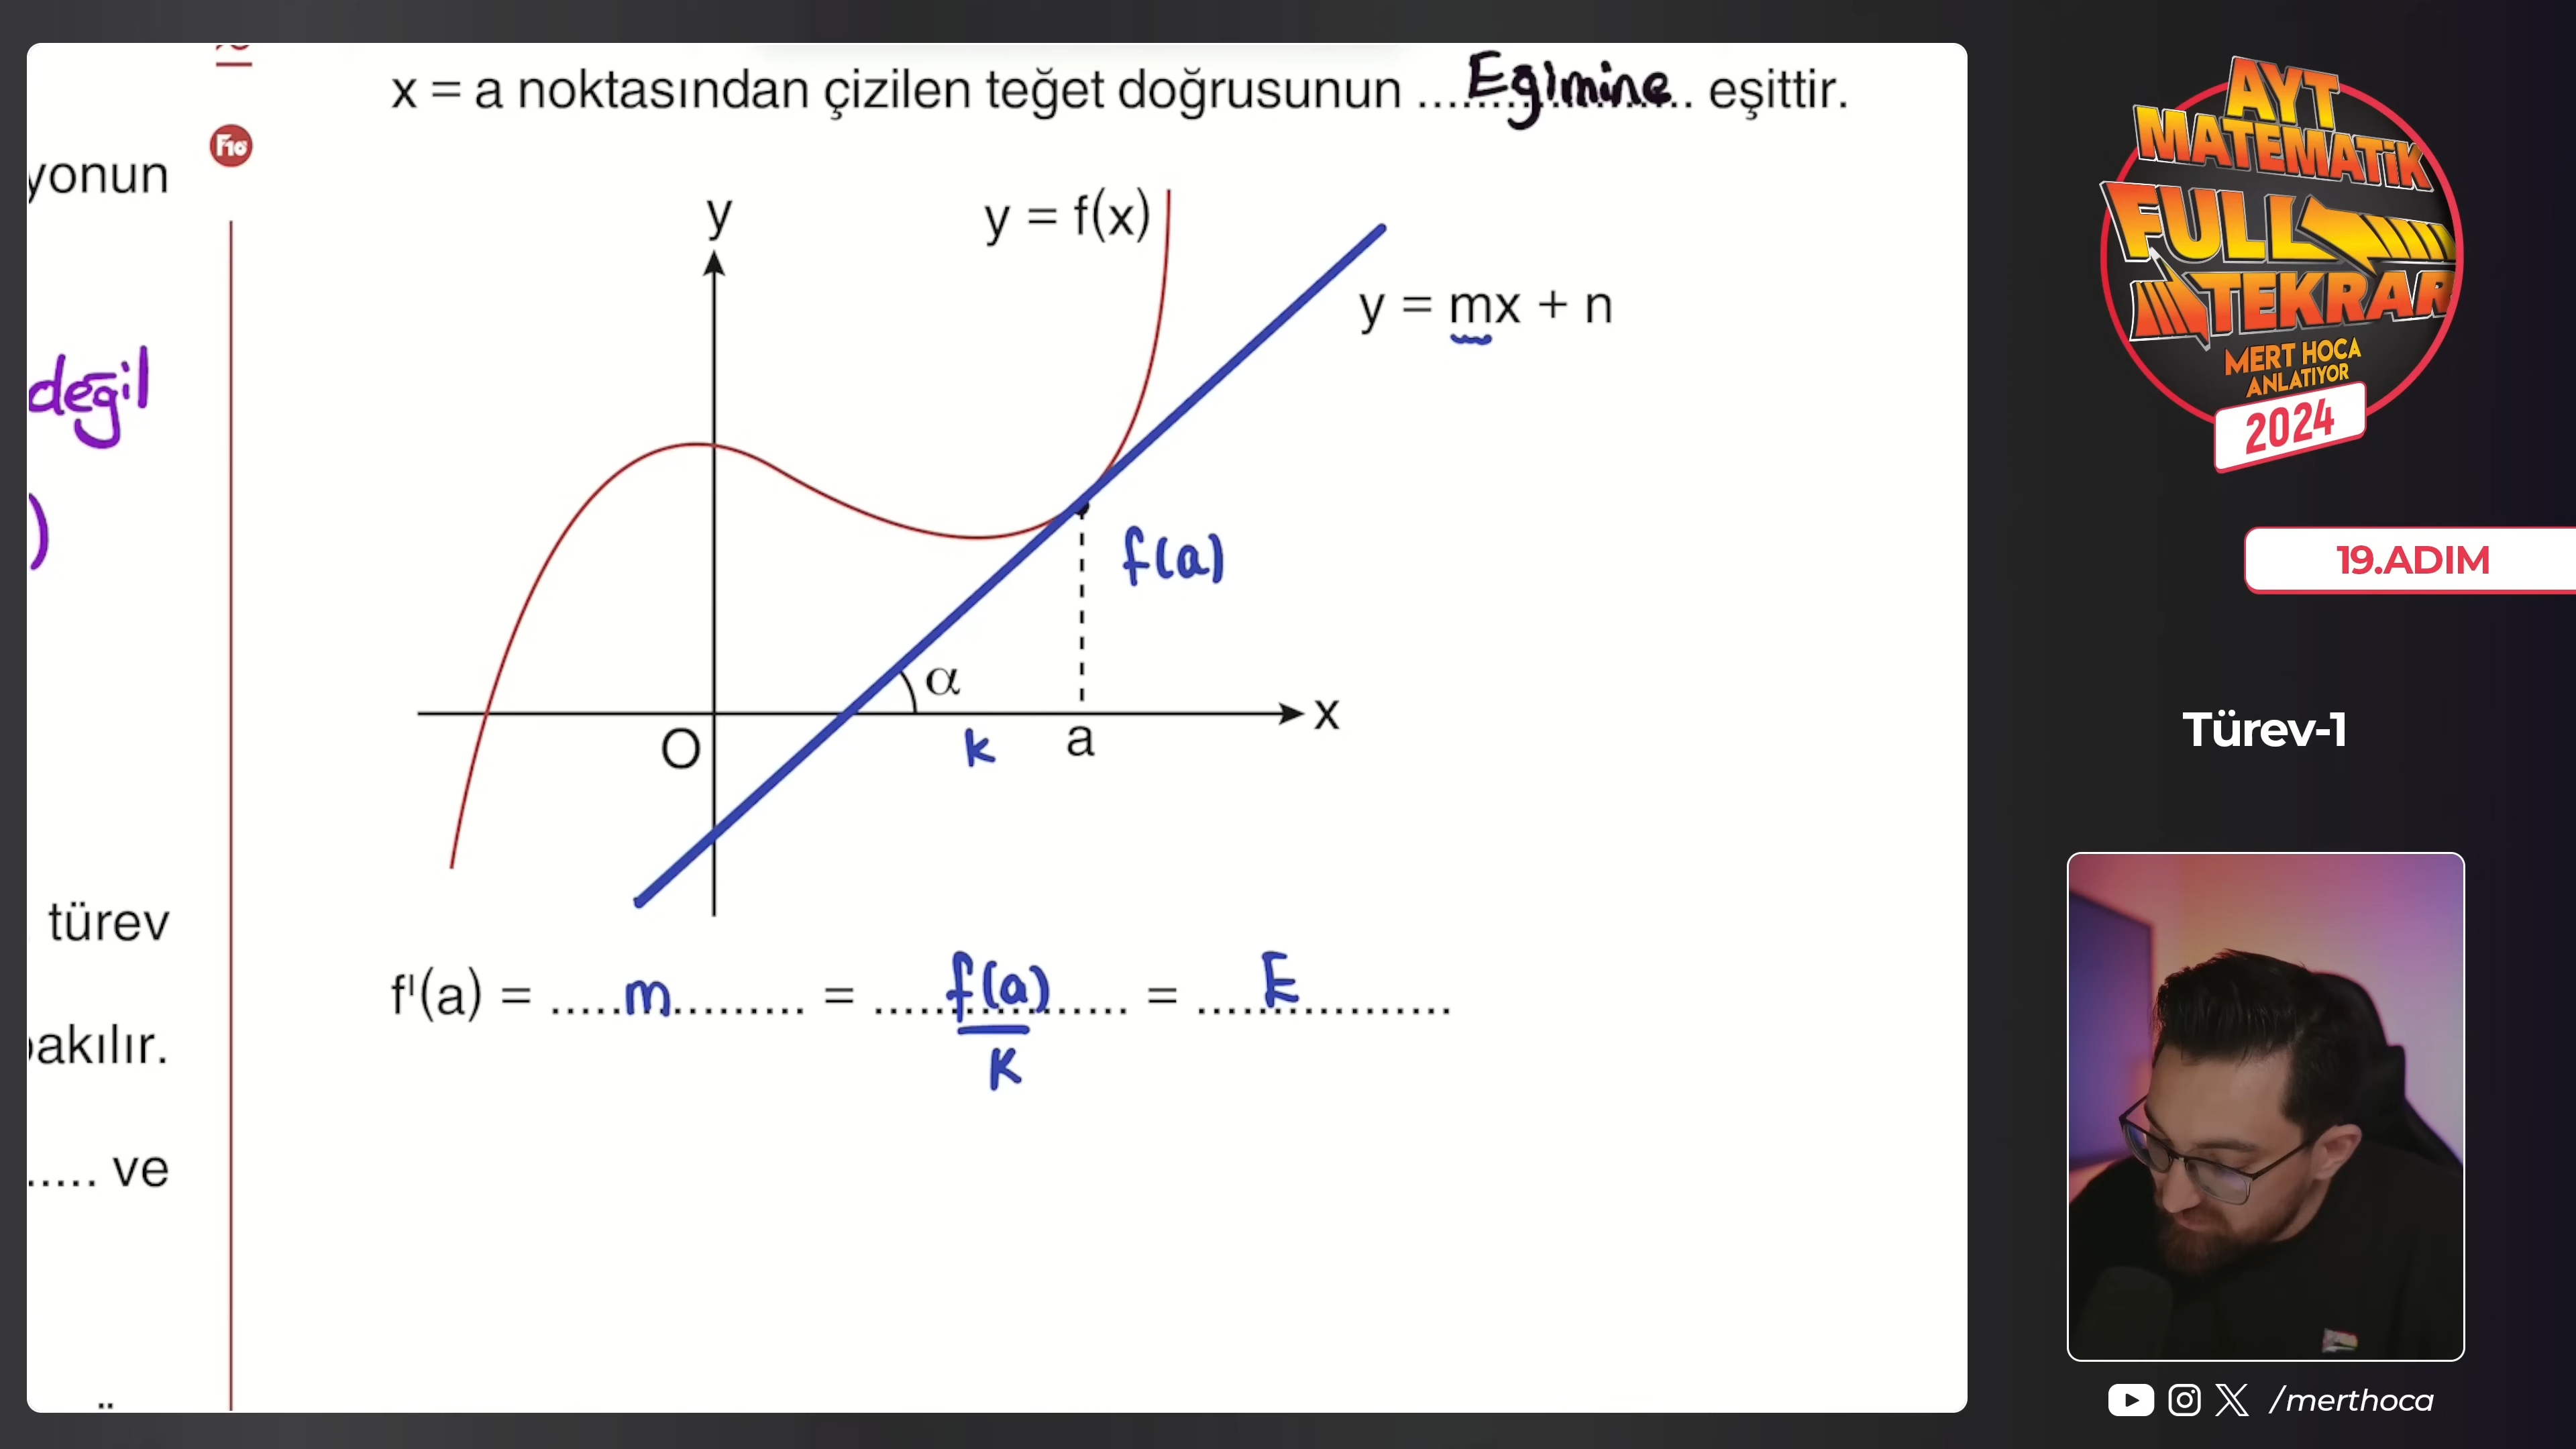 x = a noktasından çizilen teğet doğrusunun ....Eğimine.... eşittir.
F10
yonun
y
y = f(x)
y = mx + n
değil
)
f(a)
α
x
O
k
a
türev
f'(a) = .....m......... = ....f(a)/k..... = ....E...............
akılır.
..... ve
AYT
MATEMATİK
FULL
TEKRAR
MERT HOCA
ANLATIYOR
2024
19.ADIM
Türev-1
/merthoca